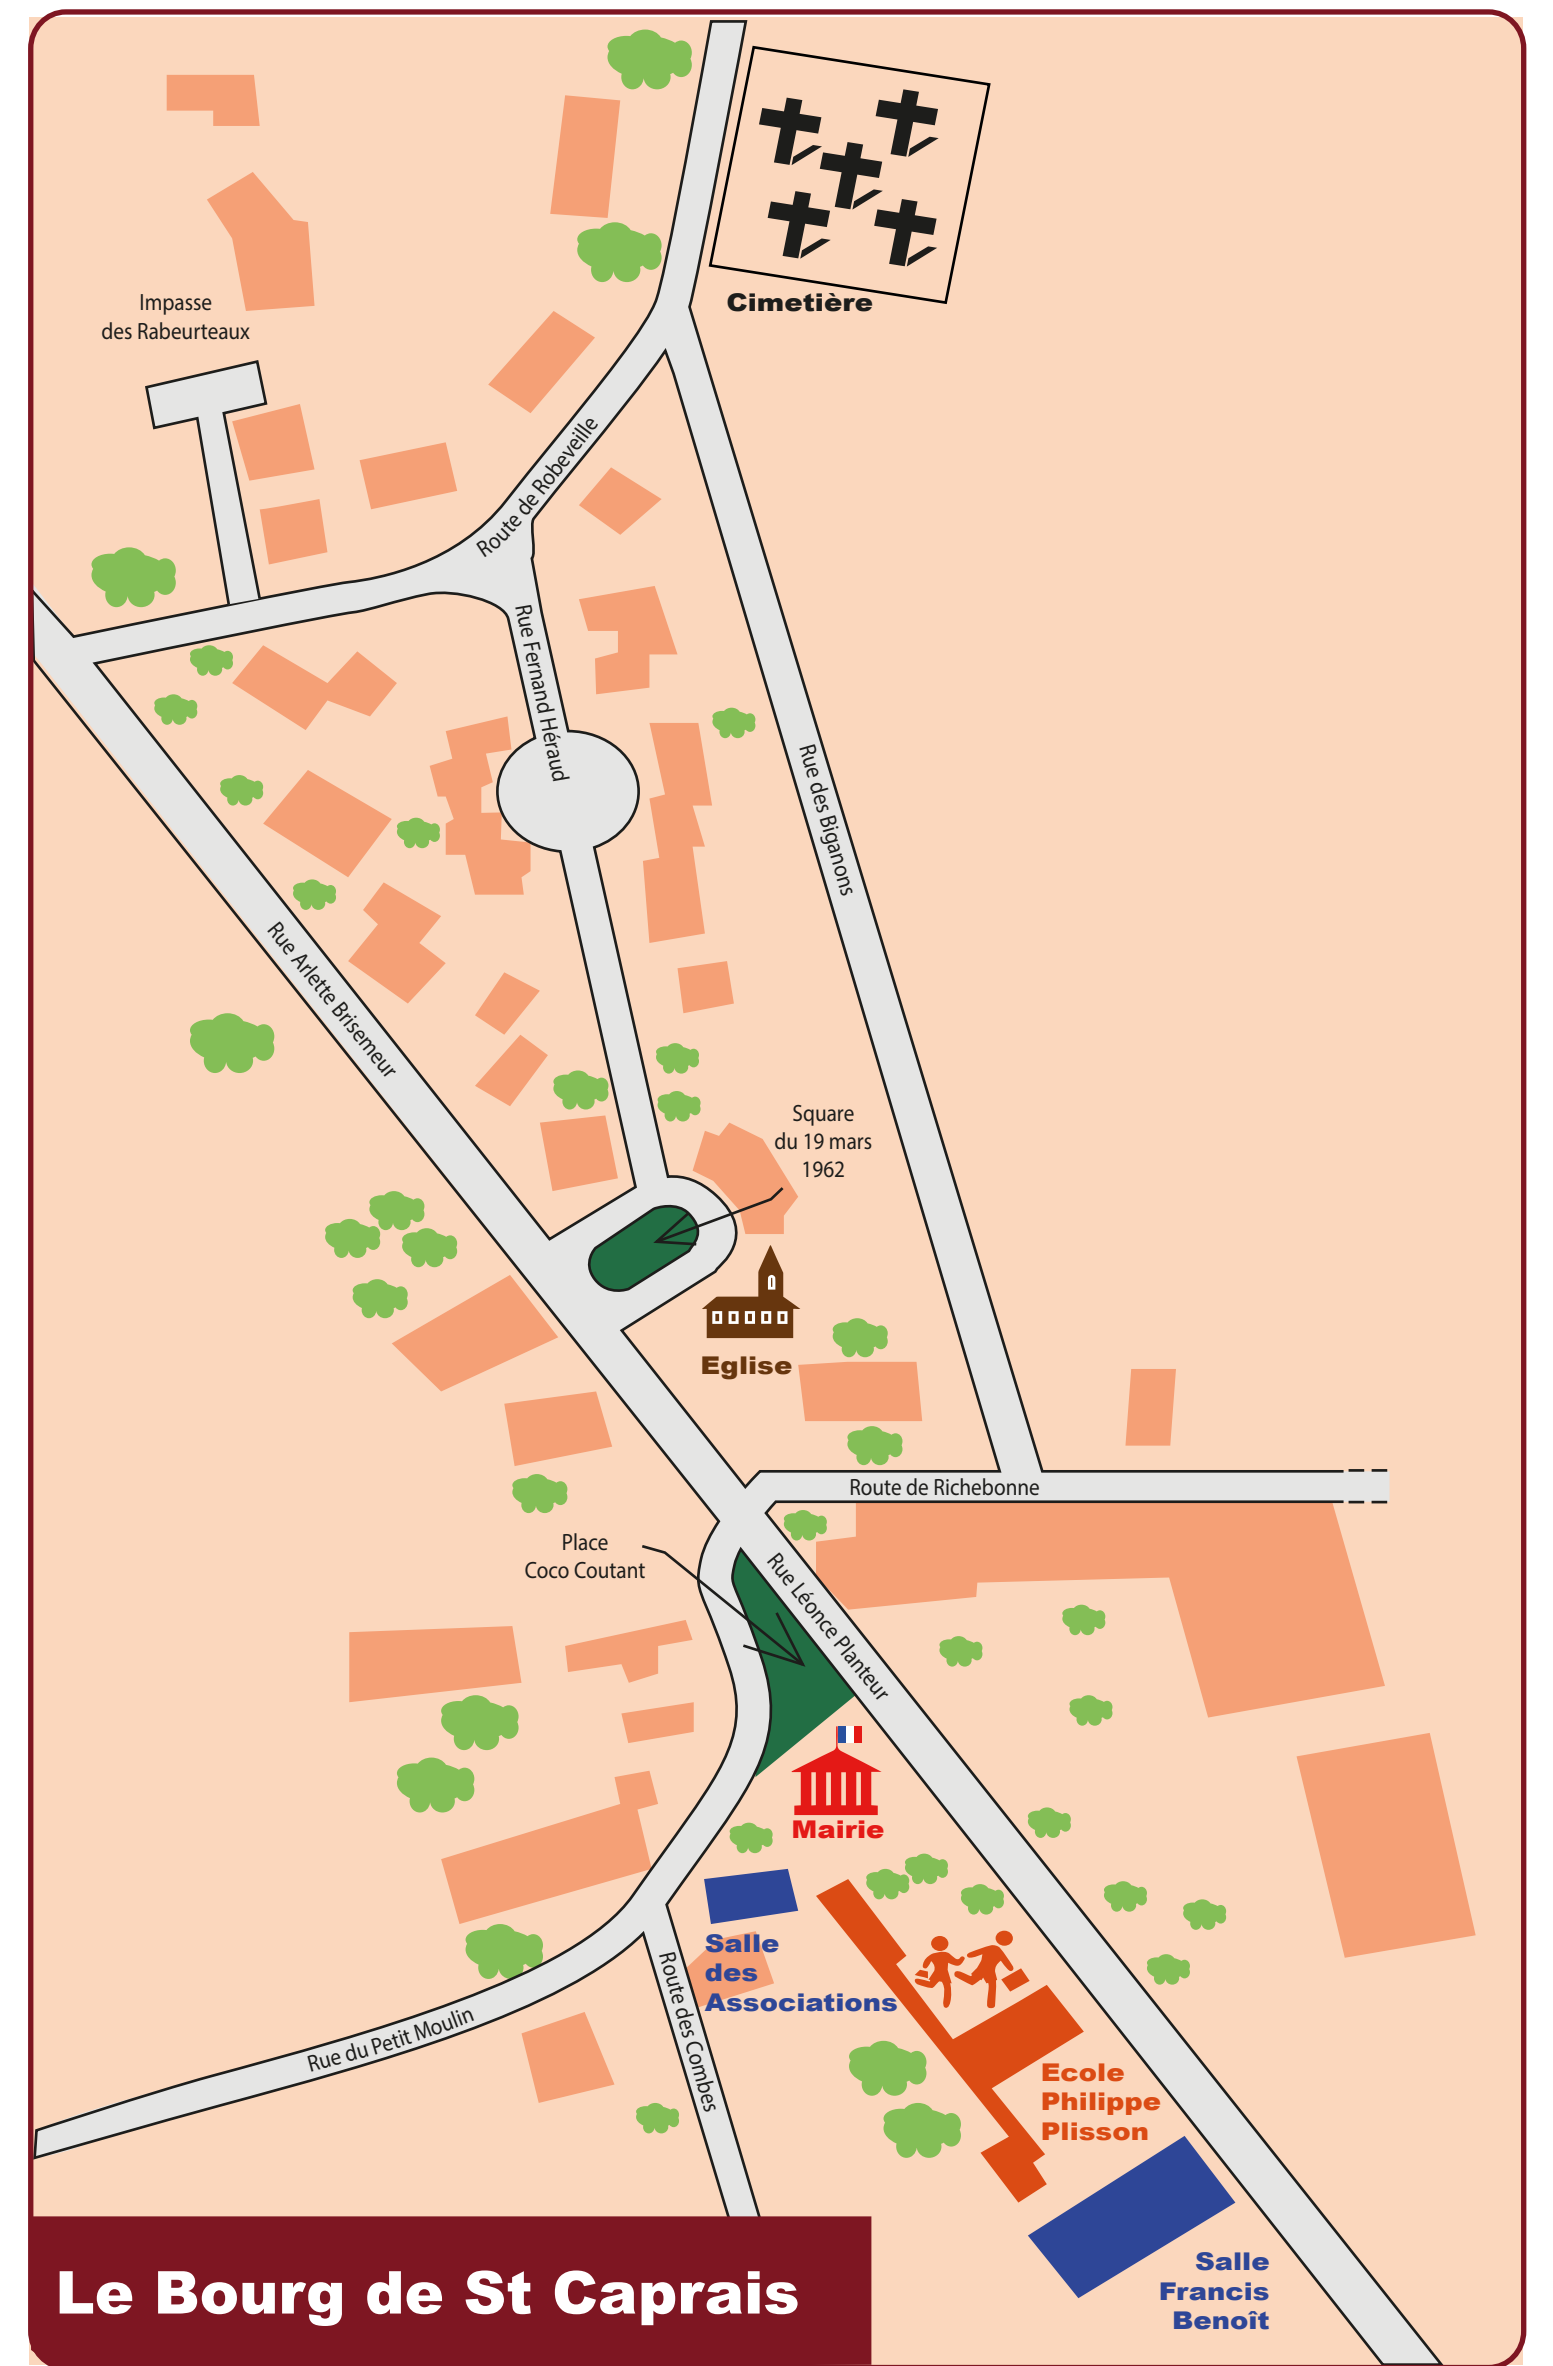 Cimetière
Impasse
des Rabeurteaux
Route de Robeveille
Rue Fernand Héraud
Rue des Biganons
Rue Arlette Brisemeur
Square
du 19 mars
1962
Eglise
Route de Richebonne
Place
Coco Coutant
Rue Léonce Planteur
Mairie
Salle
des
Associations
Route des Combes
Rue du Petit Moulin
Ecole
Philippe
Plisson
Salle
Francis
Benoît
Le Bourg de St Caprais